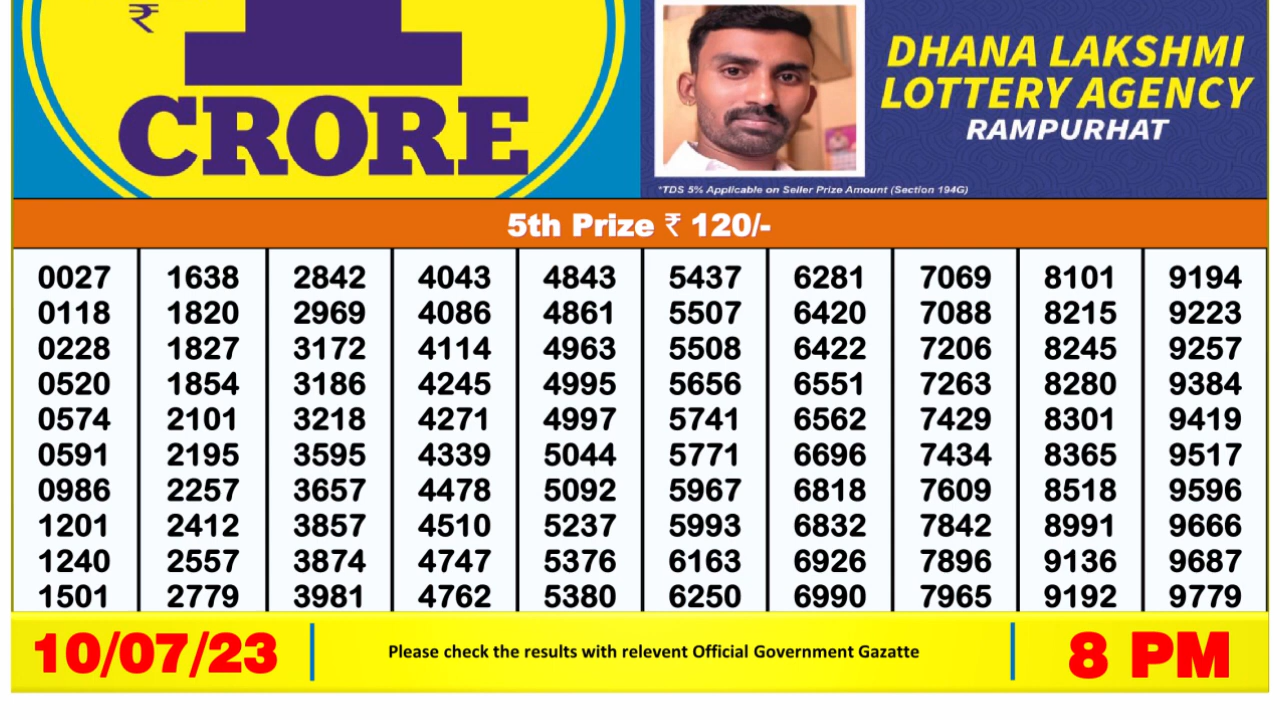 ₹
1
CRORE
DHANA LAKSHMI
LOTTERY AGENCY
RAMPURHAT
*TDS 5% Applicable on Seller Prize Amount (Section 194G)
5th Prize ₹ 120/-
0027 1638 2842 4043 4843 5437 6281 7069 8101 9194
0118 1820 2969 4086 4861 5507 6420 7088 8215 9223
0228 1827 3172 4114 4963 5508 6422 7206 8245 9257
0520 1854 3186 4245 4995 5656 6551 7263 8280 9384
0574 2101 3218 4271 4997 5741 6562 7429 8301 9419
0591 2195 3595 4339 5044 5771 6696 7434 8365 9517
0986 2257 3657 4478 5092 5967 6818 7609 8518 9596
1201 2412 3857 4510 5237 5993 6832 7842 8991 9666
1240 2557 3874 4747 5376 6163 6926 7896 9136 9687
1501 2779 3981 4762 5380 6250 6990 7965 9192 9779
10/07/23
Please check the results with relevent Official Government Gazatte
8 PM